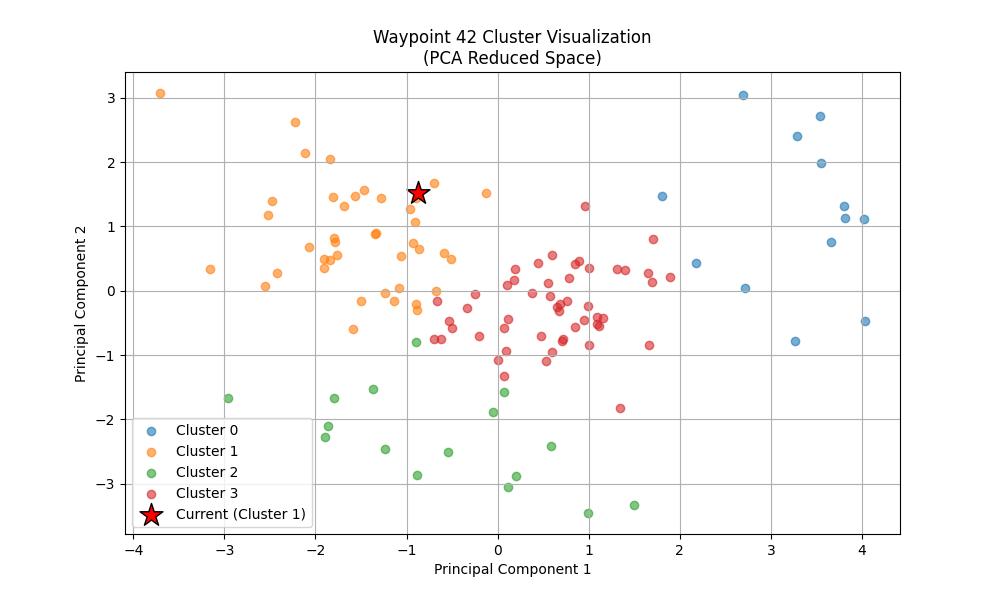 Waypoint 42 Cluster Visualization
(PCA Reduced Space)
Principal Component 2
3
2
1
0
−1
−2
−3
Cluster 0
Cluster 1
Cluster 2
Cluster 3
Current (Cluster 1)
−4 −3 −2 −1 0 1 2 3 4
Principal Component 1